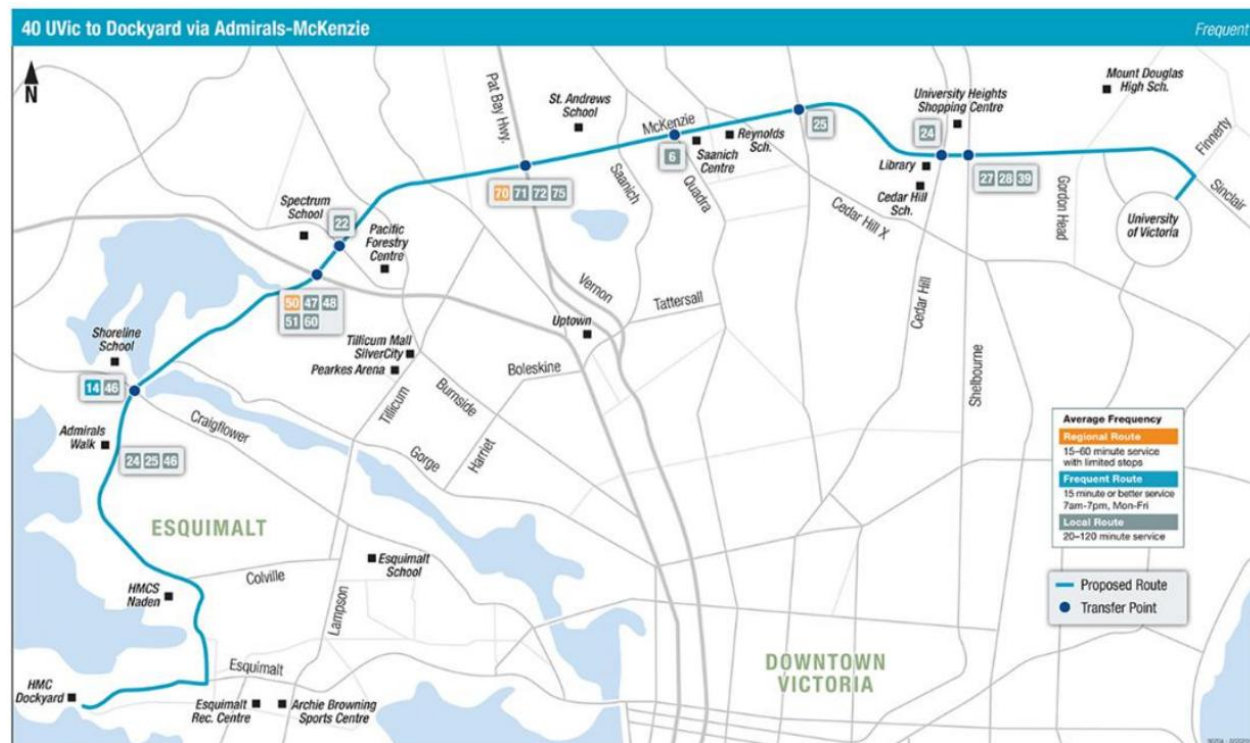 40 UVic to Dockyard via Admirals-McKenzie
Frequent
N
Mount Douglas
High Sch.
University Heights
Shopping Centre
St. Andrews
School
Pat Bay Hwy.
McKenzie
25
24
Finnerty
6
Saanich
Centre
Reynolds
Sch.
Library
Cedar Hill
Sch.
27 28 39
Sinclair
70 71 72 75
Saanich
Quadra
Cedar Hill X
Gordon Head
University
of Victoria
Spectrum
School
22
Pacific
Forestry
Centre
50 47 48
51 60
Vernon
Tattersall
Cedar Hill
Shelbourne
Uptown
Shoreline
School
Tillicum Mall
SilverCity
Pearkes Arena
Boleskine
14 46
Tillicum
Burnside
Craigflower
Admirals
Walk
Gorge
Harriet
24 25 46
Average Frequency
Regional Route
15-60 minute service
with limited stops
Frequent Route
15 minute or better service
7am-7pm, Mon-Fri
Local Route
20-120 minute service
ESQUIMALT
Esquimalt
School
Colville
HMCS
Naden
Lampson
Proposed Route
Transfer Point
Esquimalt
DOWNTOWN
VICTORIA
HMC
Dockyard
Esquimalt
Rec. Centre
Archie Browning
Sports Centre